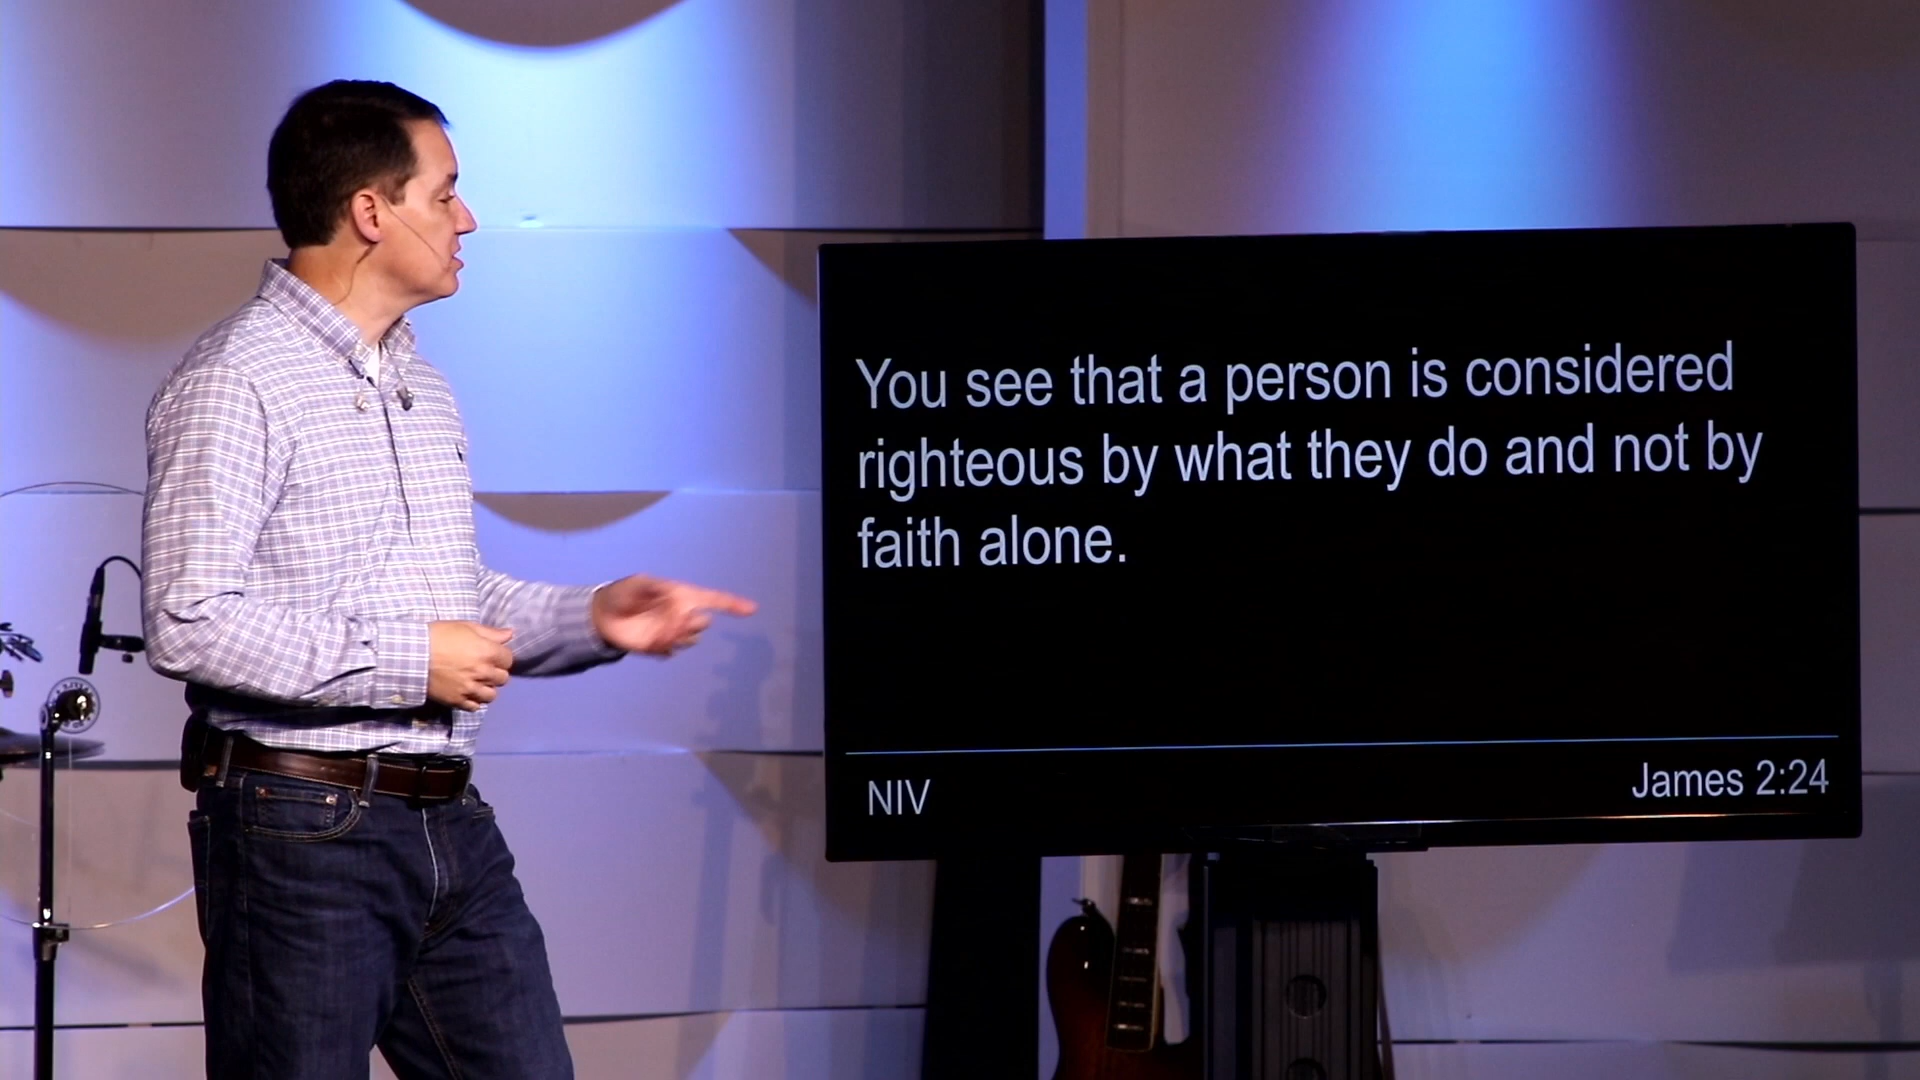 You see that a person is considered
righteous by what they do and not by
faith alone.
NIV
James 2:24